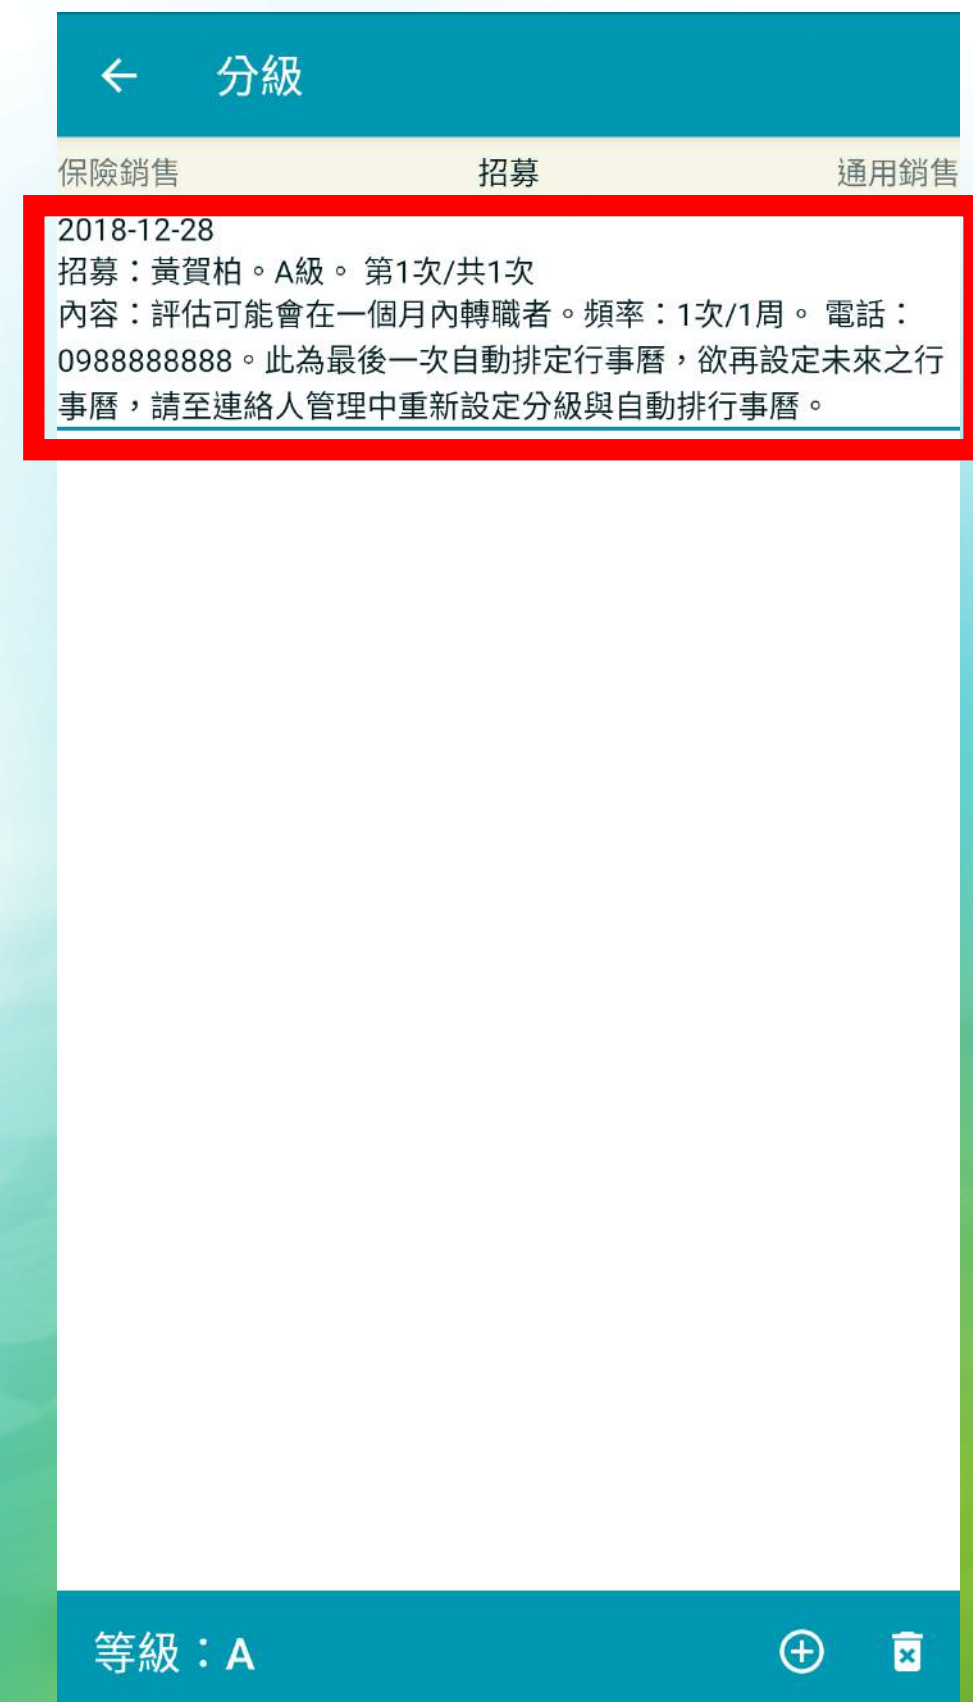 分級
保險銷售 招募 通用銷售
2018-12-28
招募：黃賀柏。A級。 第1次/共1次
內容：評估可能會在一個月內轉職者。頻率：1次/1周。 電話：
0988888888。此為最後一次自動排定行事曆，欲再設定未來之行
事曆，請至連絡人管理中重新設定分級與自動排行事曆。
等級：A